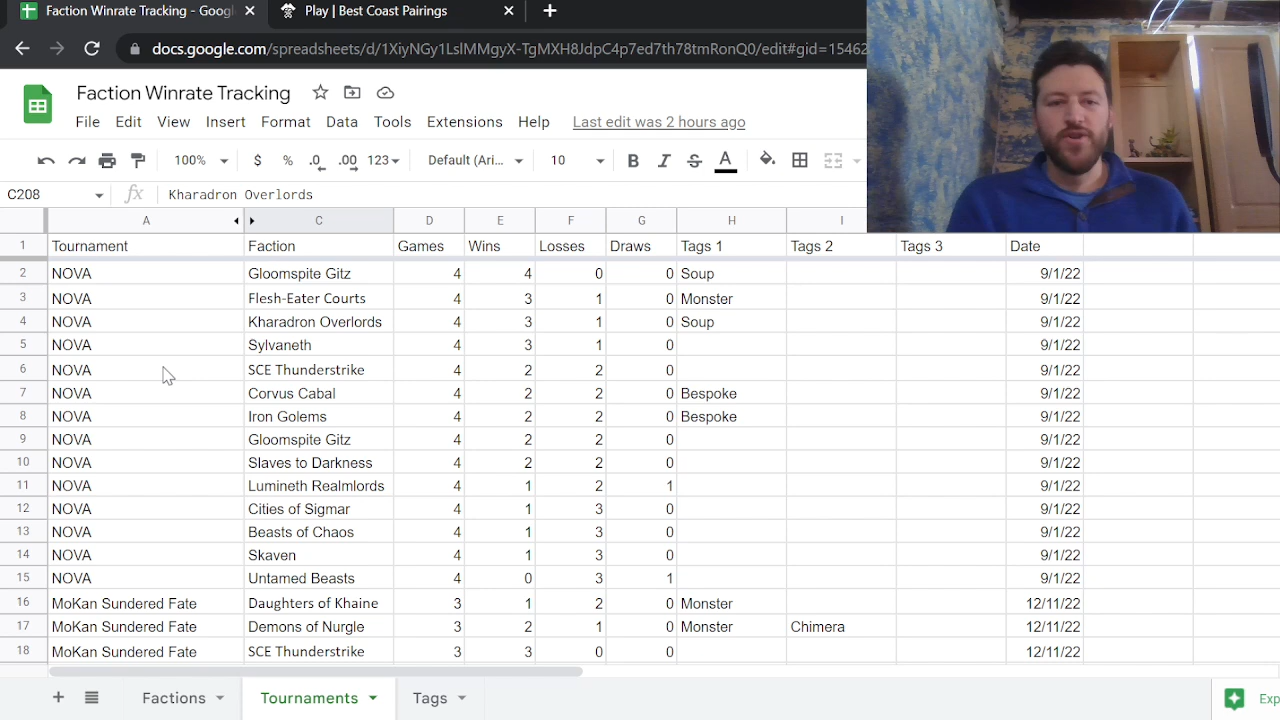 Faction Winrate Tracking - Googl
Play | Best Coast Pairings
docs.google.com/spreadsheets/d/1XiyNGy1LslMMgyX-TgMXH8JdpC4p7ed7th78tmRonQ0/edit#gid=15462
Faction Winrate Tracking
File Edit View Insert Format Data Tools Extensions Help Last edit was 2 hours ago
100% $ % .0 .00 123 Default (Ari... 10 B I S A
C208 fx Kharadron Overlords
A C D E F G H I
1 Tournament Faction Games Wins Losses Draws Tags 1 Tags 2 Tags 3 Date
2 NOVA Gloomspite Gitz 4 4 0 0 Soup 9/1/22
3 NOVA Flesh-Eater Courts 4 3 1 0 Monster 9/1/22
4 NOVA Kharadron Overlords 4 3 1 0 Soup 9/1/22
5 NOVA Sylvaneth 4 3 1 0 9/1/22
6 NOVA SCE Thunderstrike 4 2 2 0 9/1/22
7 NOVA Corvus Cabal 4 2 2 0 Bespoke 9/1/22
8 NOVA Iron Golems 4 2 2 0 Bespoke 9/1/22
9 NOVA Gloomspite Gitz 4 2 2 0 9/1/22
10 NOVA Slaves to Darkness 4 2 2 0 9/1/22
11 NOVA Lumineth Realmlords 4 1 2 1 9/1/22
12 NOVA Cities of Sigmar 4 1 3 0 9/1/22
13 NOVA Beasts of Chaos 4 1 3 0 9/1/22
14 NOVA Skaven 4 1 3 0 9/1/22
15 NOVA Untamed Beasts 4 0 3 1 9/1/22
16 MoKan Sundered Fate Daughters of Khaine 3 1 2 0 Monster 12/11/22
17 MoKan Sundered Fate Demons of Nurgle 3 2 1 0 Monster Chimera 12/11/22
18 MoKan Sundered Fate SCE Thunderstrike 3 3 0 0 12/11/22
Factions Tournaments Tags Exp